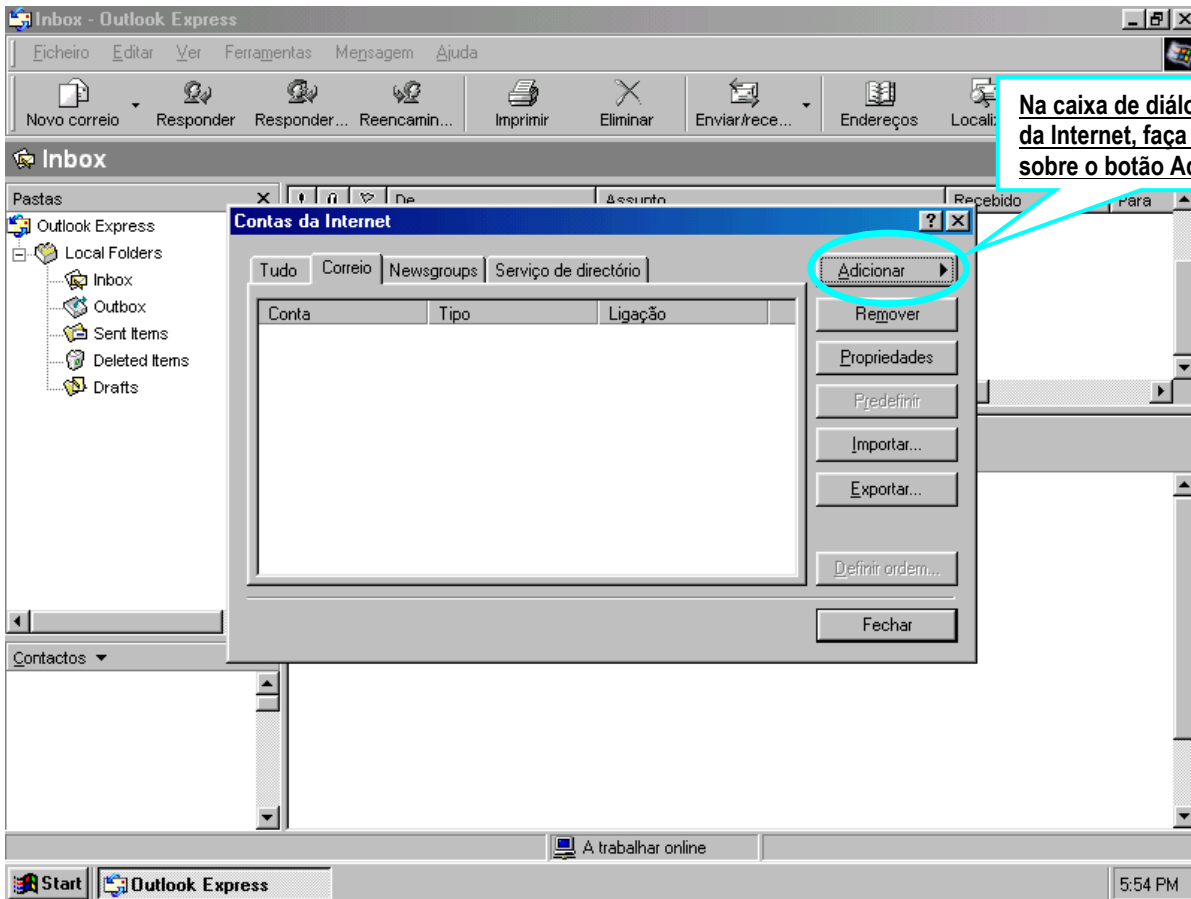 Inbox - Outlook Express
Ficheiro Editar Ver Ferramentas Mensagem Ajuda
Novo correio Responder Responder... Reencamin... Imprimir Eliminar Enviar/rece... Endereços
Na caixa de
da Internet, faça
sobre o botão
Inbox
Pastas
De Assunto Recebido Para
Outlook Express
Local Folders
Inbox
Outbox
Sent Items
Deleted Items
Drafts
Contas da Internet
Tudo Correio Newsgroups Serviço de directório
Conta Tipo Ligação
Adicionar
Remover
Propriedades
Predefinir
Importar...
Exportar...
Definir ordem...
Fechar
Contactos
A trabalhar online
Start Outlook Express 5:54 PM